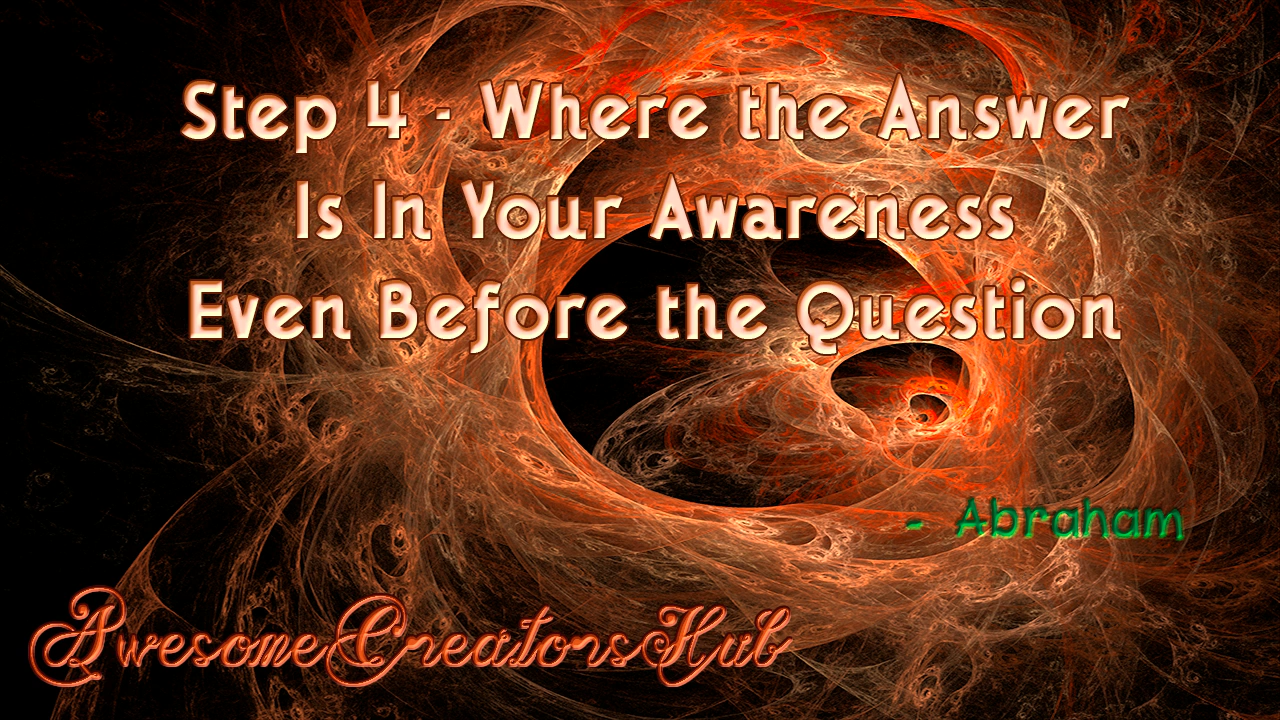 Step 4 - Where the Answer
Is In Your Awareness
Even Before the Question
- Abraham
AwesomeCreatorsHub